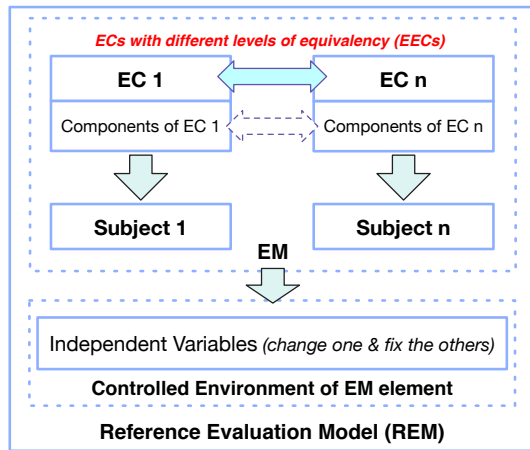 ECs with different levels of equivalency (EECs)
EC 1
EC n
Components of EC 1
Components of EC n
Subject 1
Subject n
EM
Independent Variables (change one & fix the others)
Controlled Environment of EM element
Reference Evaluation Model (REM)